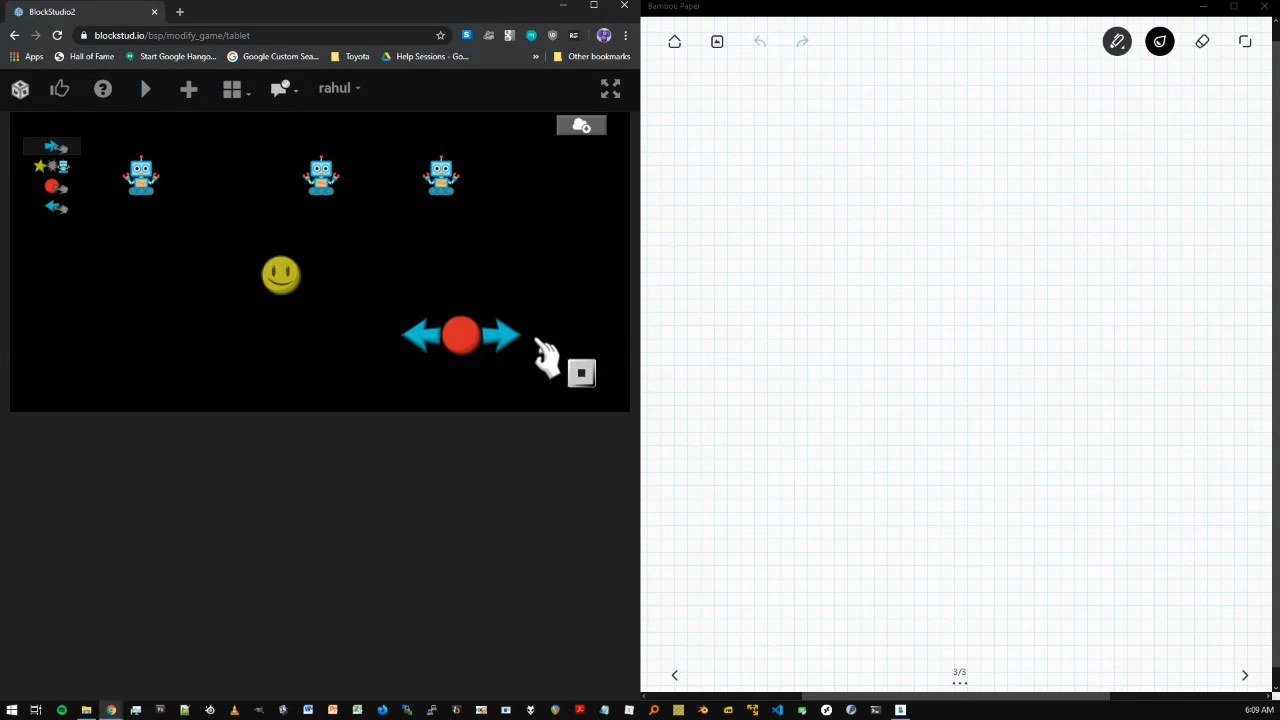 BlockStudio2
Bamboo Paper
blockstud.io/bsp/modify_game/tablet
Apps
Hall of Fame
Start Google Hango...
Google Custom Sea...
Toyota
Help Sessions - Go...
»
Other bookmarks
rahul
3/3
6:09 AM